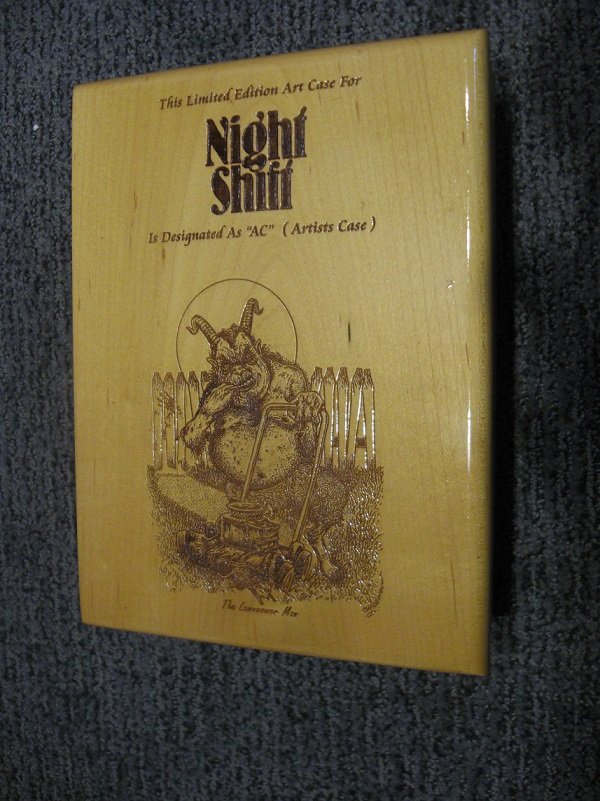 This Limited Edition Art Case For
Night
Shift
Is Designated As "AC" ( Artists Case )
The Lawnmower Man